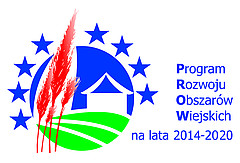 Program
Rozwoju
Obszarów
Wiejskich
na lata 2014-2020